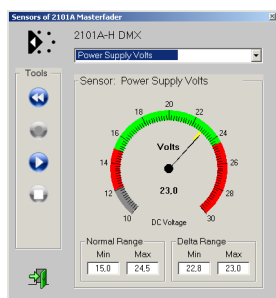 Sensors of 2101A Masterfader
2101A-H DMX
Power Supply Volts
Tools
Sensor: Power Supply Volts
10
12
14
16
18
20
22
24
26
28
30
Volts
23,0
DC Voltage
Normal Range
Min Max
15,0 24,5
Delta Range
Min Max
22,8 23,0